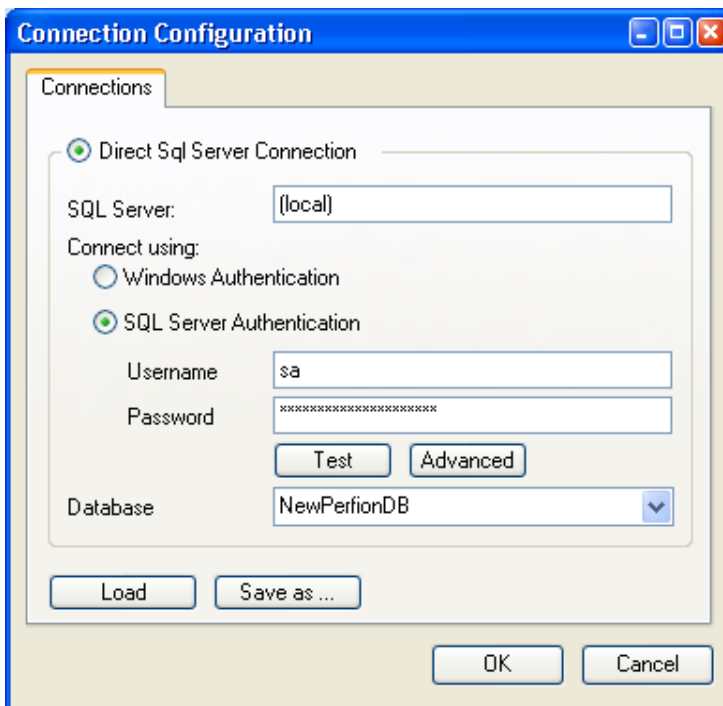 Connection Configuration
Connections
Direct Sql Server Connection
SQL Server: (local)
Connect using:
Windows Authentication
SQL Server Authentication
Username sa
Password *********************
Test Advanced
Database NewPerfionDB
Load Save as ...
OK Cancel